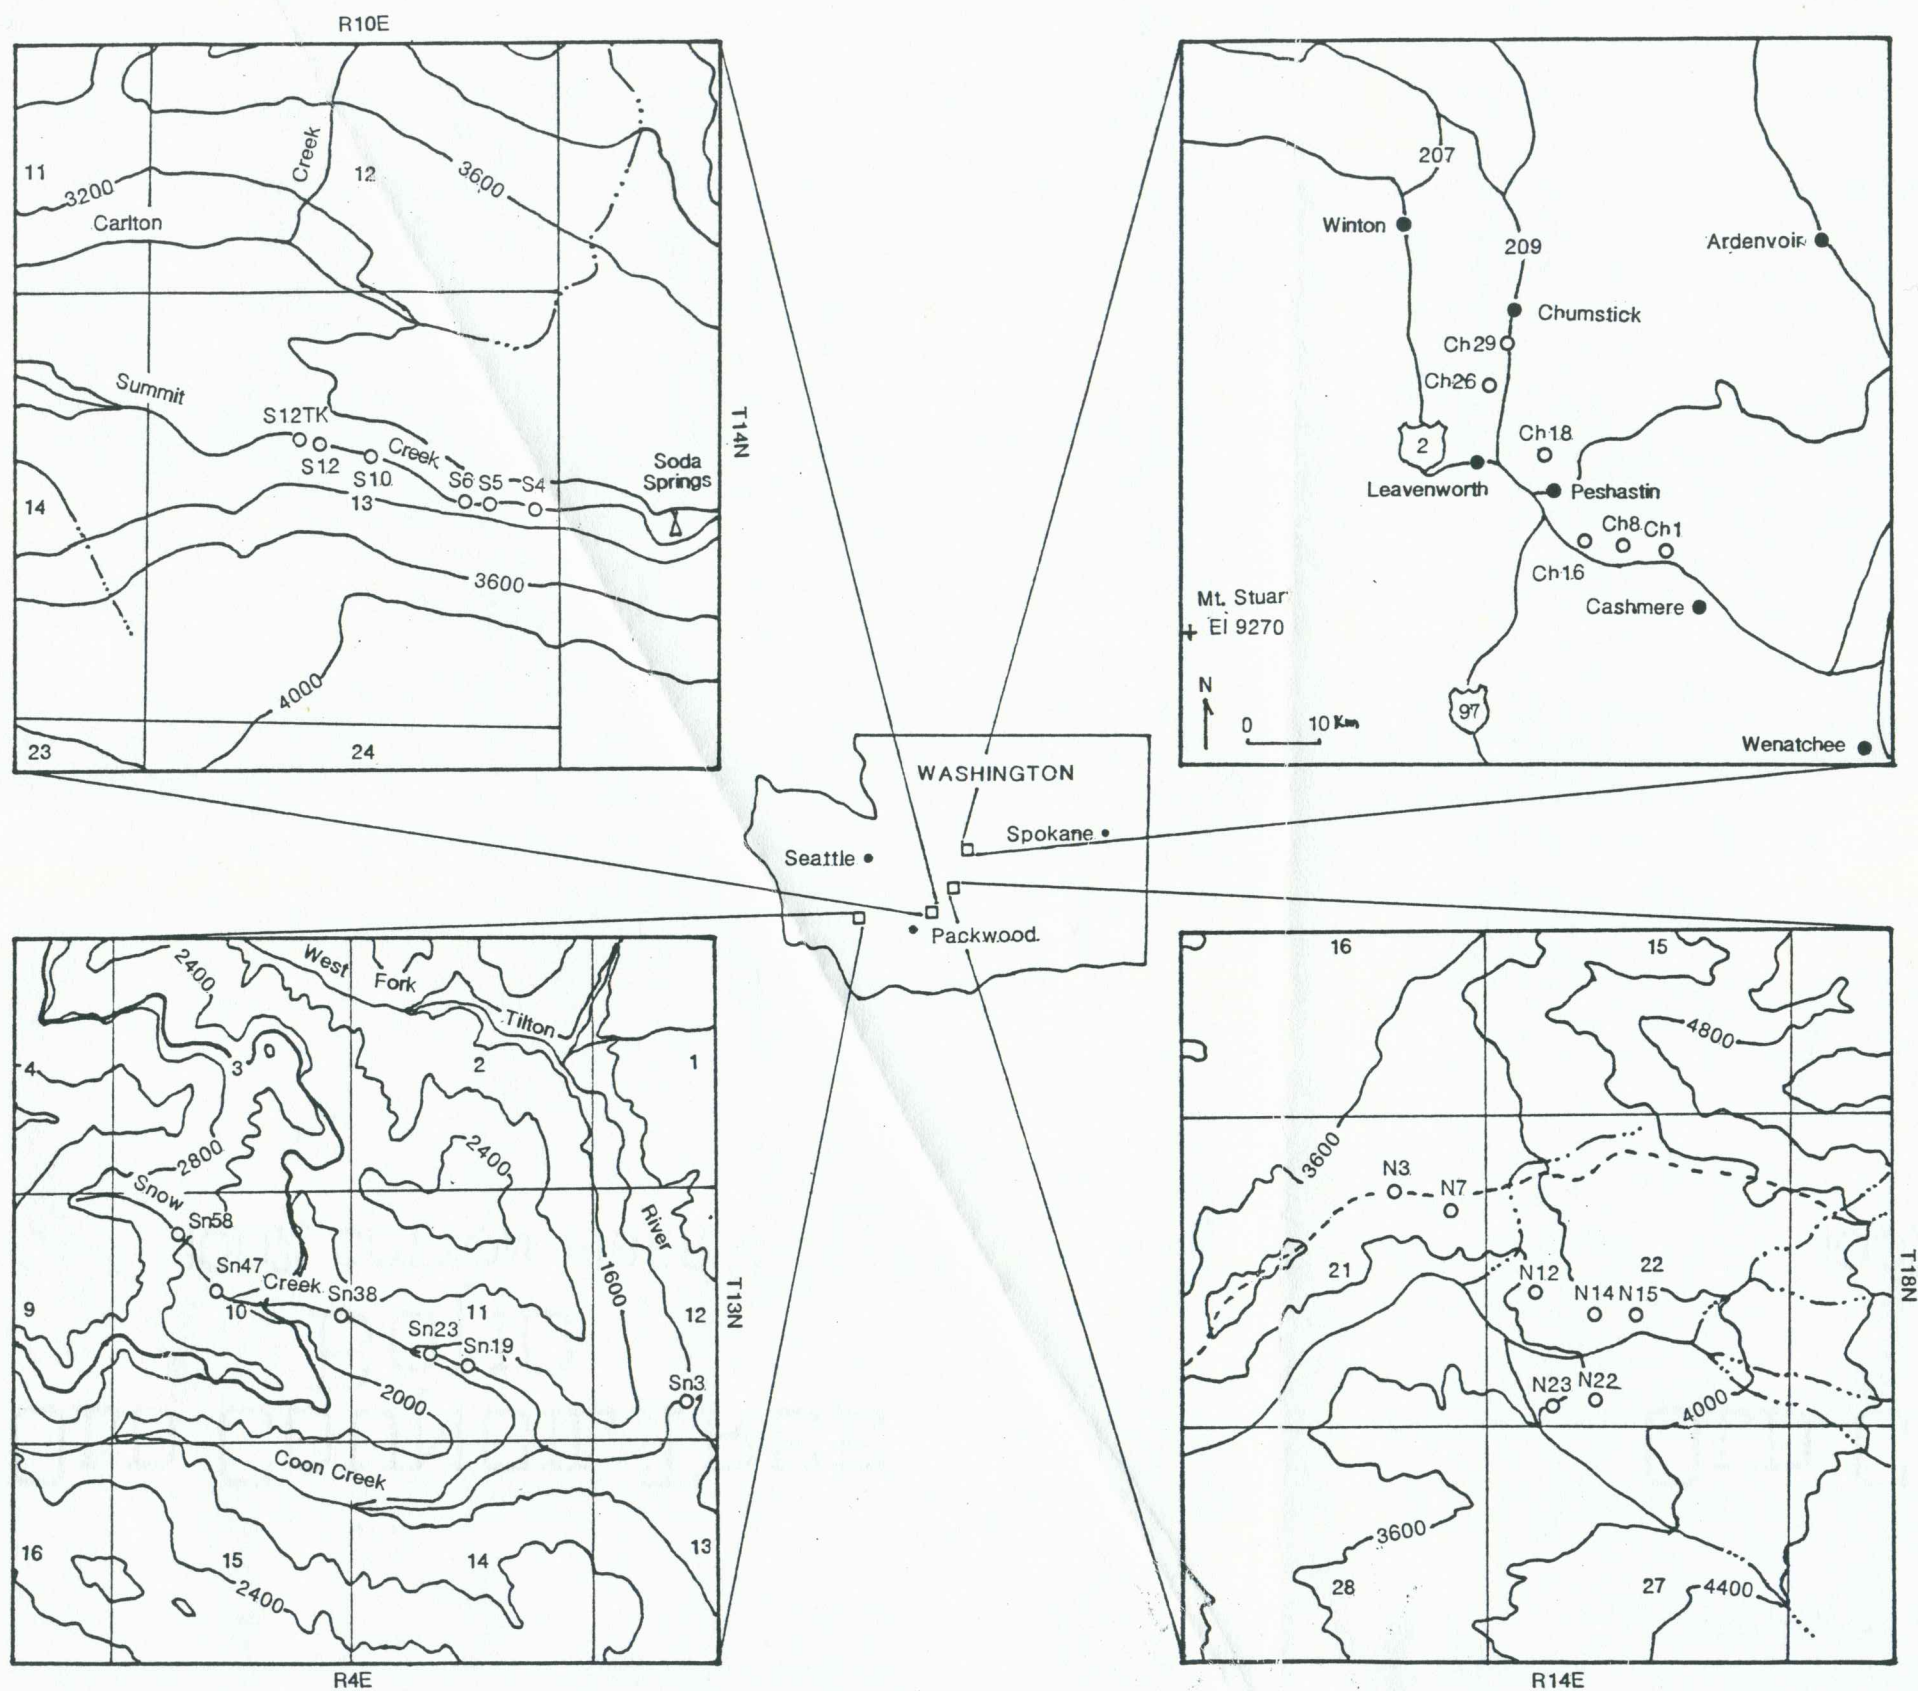 R10E
11
3200
Creek
12
3600
Carlton
Summit
S12TK
S12
S10
Creek
S6
S5
S4
Soda
Springs
14
13
3600
4000
23
24
T14N
207
Winton
209
Ardenvoir
Chumstick
Ch29
Ch26
2
Ch18
Leavenworth
Peshastin
Ch8
Ch1
Ch16
Cashmere
Mt. Stuar
El 9270
N
0 10 Km
97
Wenatchee
WASHINGTON
Spokane
Seattle
Packwood
2400
West
Fork
Tilton
4
3
2
1
2800
2400
Snow
Sn58
River
Sn47
Creek
Sn38
1600
9
10
11
12
Sn23
Sn19
Sn3
2000
Coon Creek
16
15
14
13
2400
T13N
R4E
16
15
4800
3600
N3
N7
21
22
N12
N14
N15
N23
N22
4000
3600
28
27
4400
T18N
R14E